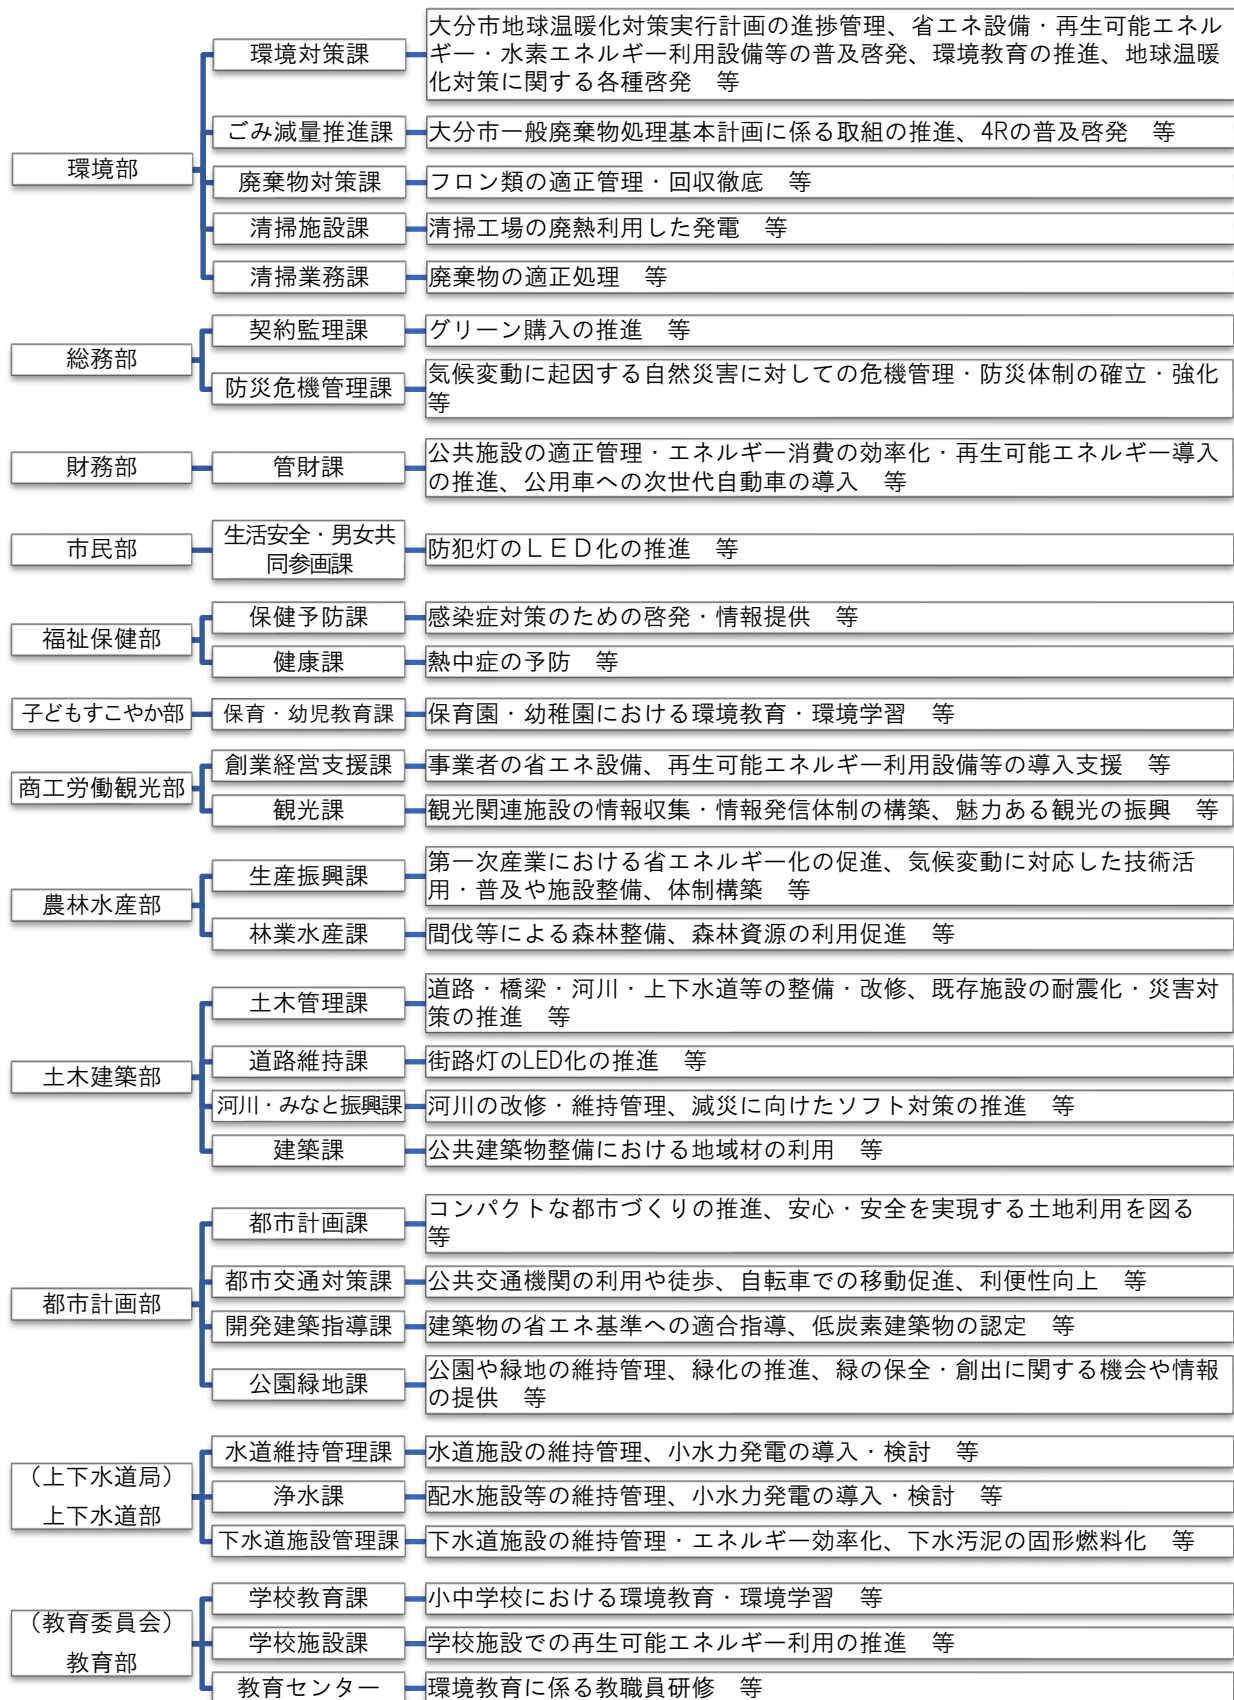 環境部
環境対策課
大分市地球温暖化対策実行計画の進捗管理、省エネ設備・再生可能エネル
ギー・水素エネルギー利用設備等の普及啓発、環境教育の推進、地球温暖
化対策に関する各種啓発　等
ごみ減量推進課
大分市一般廃棄物処理基本計画に係る取組の推進、4Rの普及啓発　等
廃棄物対策課
フロン類の適正管理・回収徹底　等
清掃施設課
清掃工場の廃熱利用した発電　等
清掃業務課
廃棄物の適正処理　等
総務部
契約監理課
グリーン購入の推進　等
防災危機管理課
気候変動に起因する自然災害に対しての危機管理・防災体制の確立・強化
等
財務部
管財課
公共施設の適正管理・エネルギー消費の効率化・再生可能エネルギー導入
の推進、公用車への次世代自動車の導入　等
市民部
生活安全・男女共
同参画課
防犯灯のＬＥＤ化の推進　等
福祉保健部
保健予防課
感染症対策のための啓発・情報提供　等
健康課
熱中症の予防　等
子どもすこやか部
保育・幼児教育課
保育園・幼稚園における環境教育・環境学習　等
商工労働観光部
創業経営支援課
事業者の省エネ設備、再生可能エネルギー利用設備等の導入支援　等
観光課
観光関連施設の情報収集・情報発信体制の構築、魅力ある観光の振興　等
農林水産部
生産振興課
第一次産業における省エネルギー化の促進、気候変動に対応した技術活
用・普及や施設整備、体制構築　等
林業水産課
間伐等による森林整備、森林資源の利用促進　等
土木建築部
土木管理課
道路・橋梁・河川・上下水道等の整備・改修、既存施設の耐震化・災害対
策の推進　等
道路維持課
街路灯のLED化の推進　等
河川・みなと振興課
河川の改修・維持管理、減災に向けたソフト対策の推進　等
建築課
公共建築物整備における地域材の利用　等
都市計画部
都市計画課
コンパクトな都市づくりの推進、安心・安全を実現する土地利用を図る
等
都市交通対策課
公共交通機関の利用や徒歩、自転車での移動促進、利便性向上　等
開発建築指導課
建築物の省エネ基準への適合指導、低炭素建築物の認定　等
公園緑地課
公園や緑地の維持管理、緑化の推進、緑の保全・創出に関する機会や情報
の提供　等
（上下水道局）
上下水道部
水道維持管理課
水道施設の維持管理、小水力発電の導入・検討　等
浄水課
配水施設等の維持管理、小水力発電の導入・検討　等
下水道施設管理課
下水道施設の維持管理・エネルギー効率化、下水汚泥の固形燃料化　等
（教育委員会）
教育部
学校教育課
小中学校における環境教育・環境学習　等
学校施設課
学校施設での再生可能エネルギー利用の推進　等
教育センター
環境教育に係る教職員研修　等